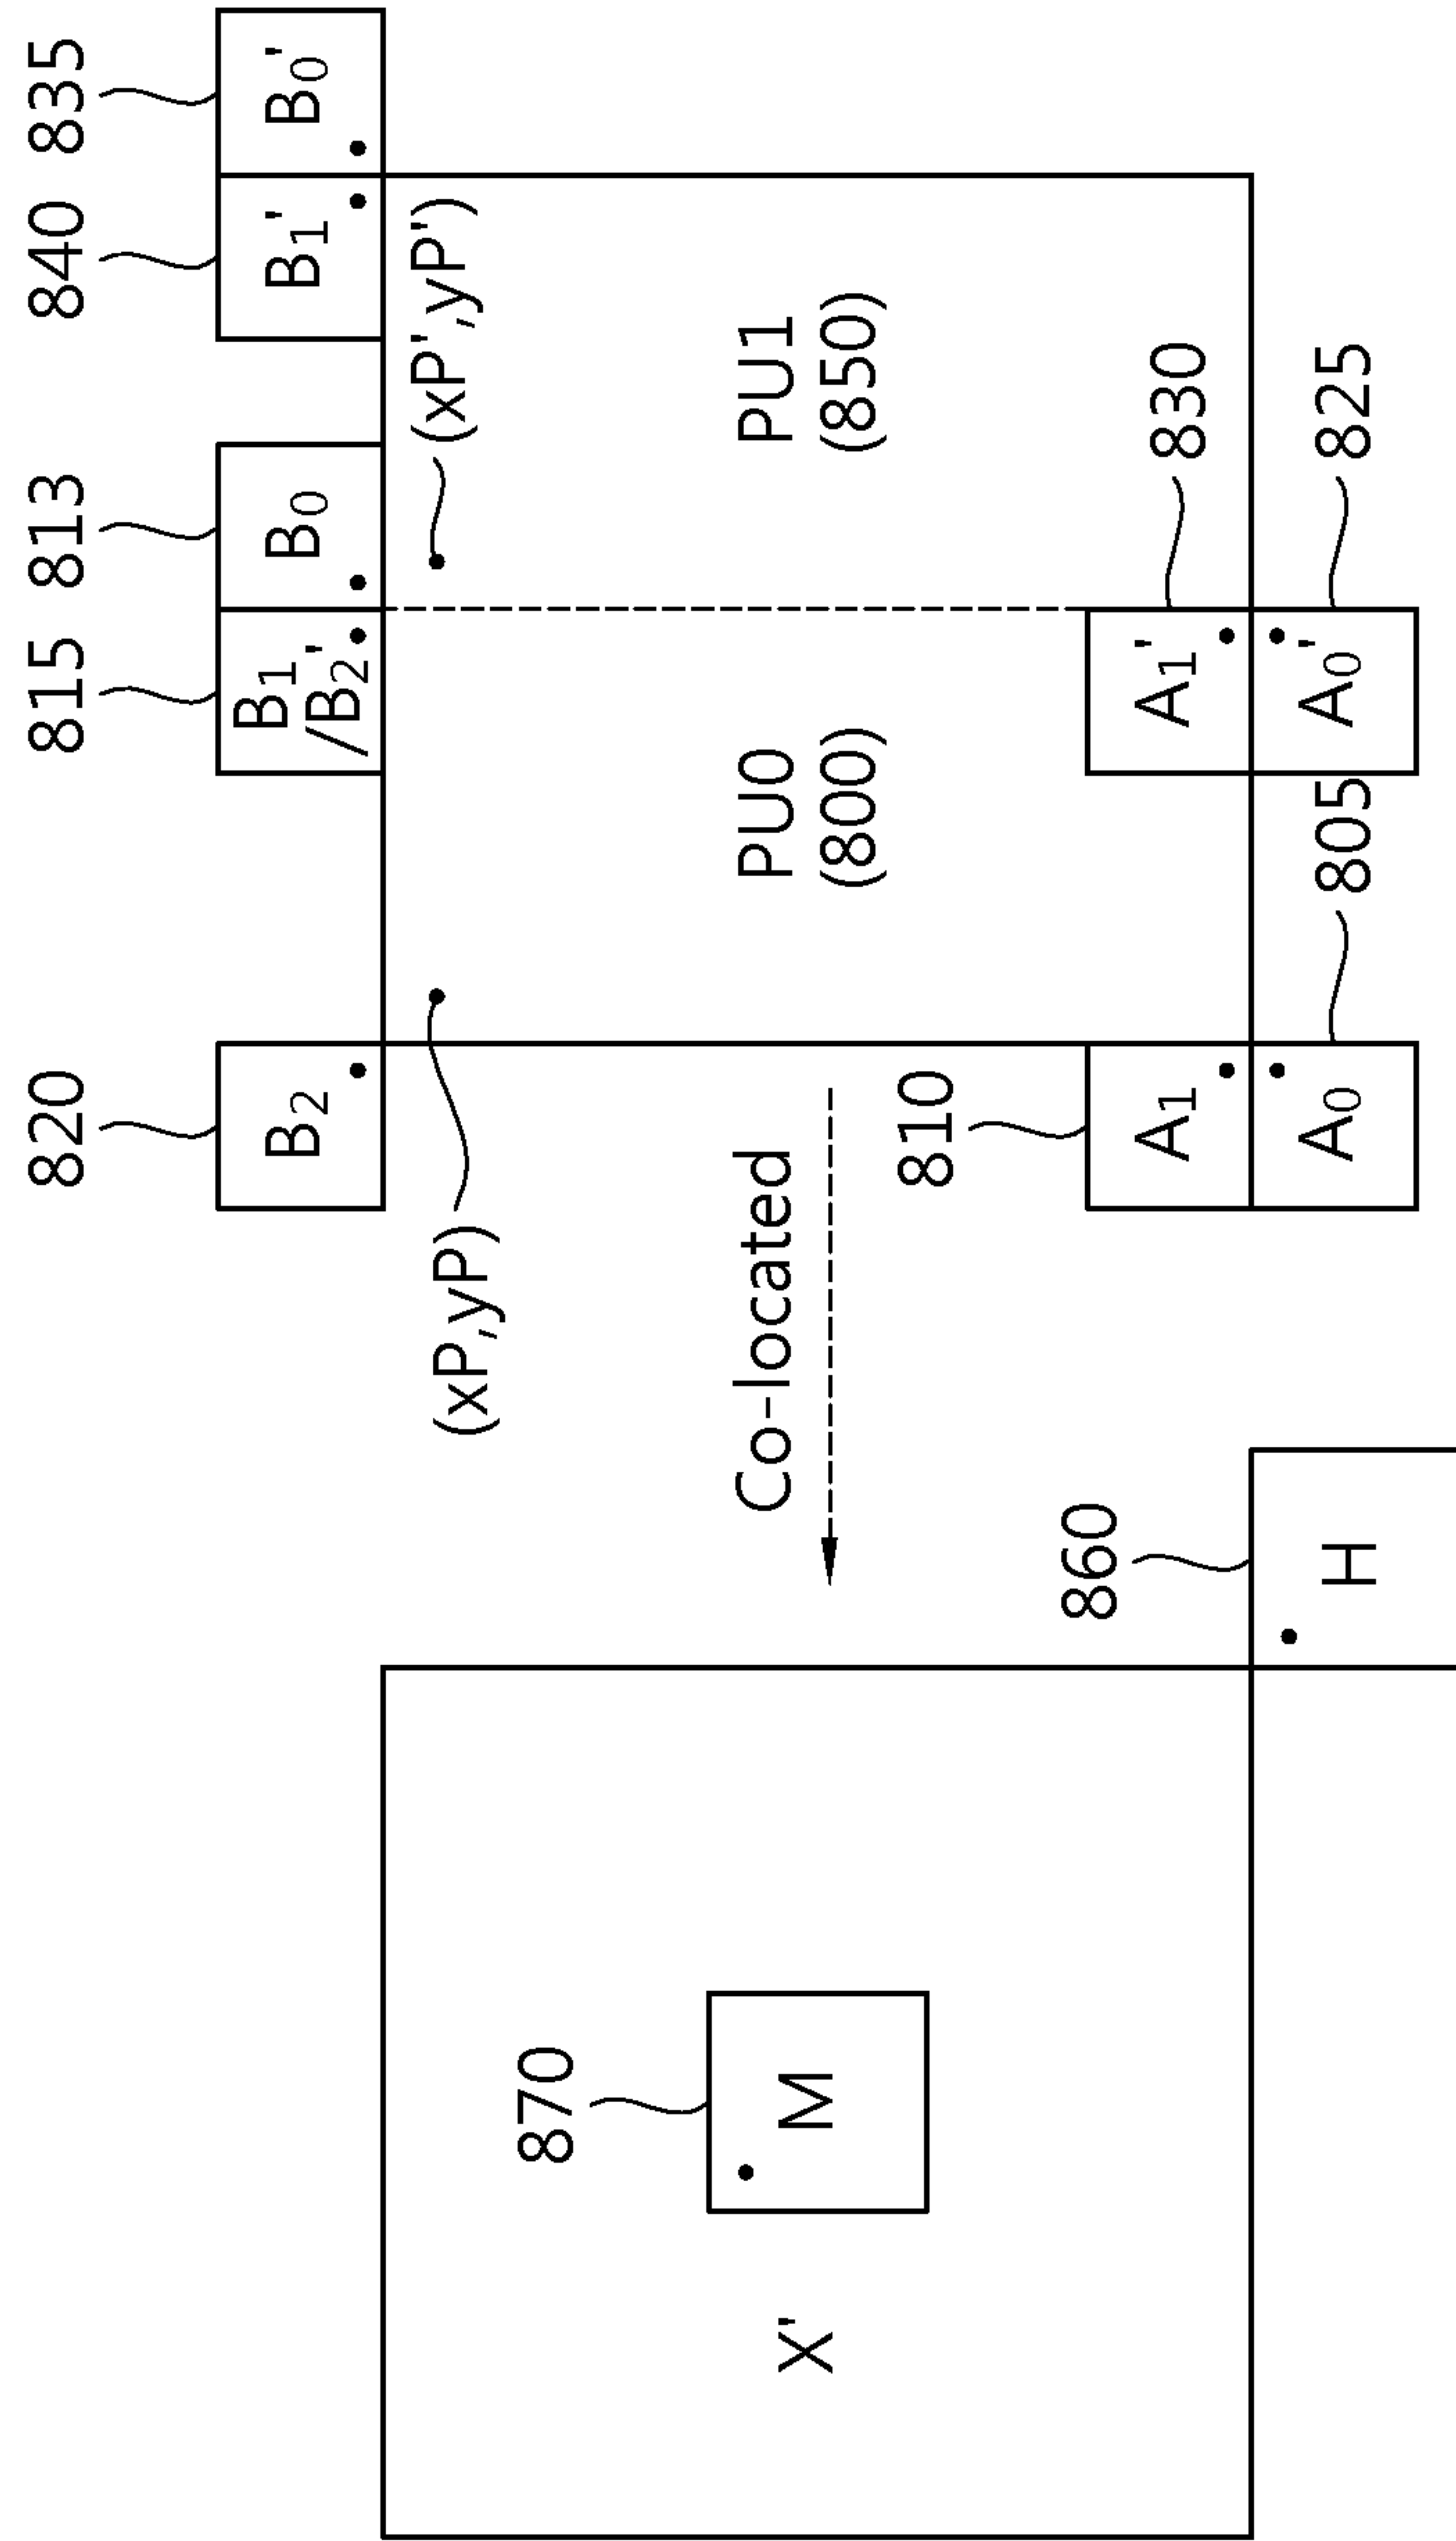 820
815
813
840
835
B₂
B₁
/B₂'
B₀
B₁'
B₀'
(xP,yP)
(xP',yP')
870
X'
M
Co-located
PU0
(800)
PU1
(850)
810
860
A₁
A₁'
830
H
A₀
805
A₀'
825